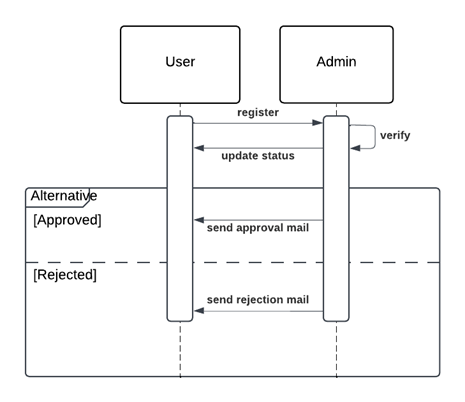 User
Admin
register
verify
update status
Alternative
[Approved]
send approval mail
[Rejected]
send rejection mail